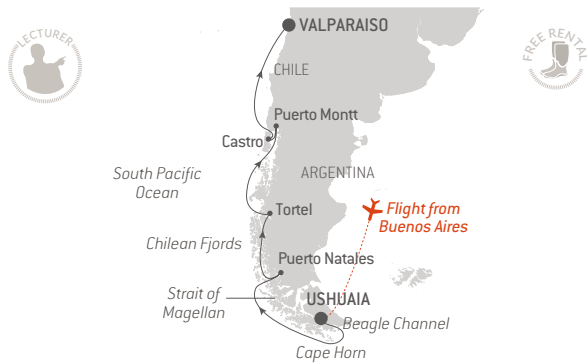 LECTURER
FREE RENTAL
VALPARAISO
CHILE
Puerto Montt
Castro
South Pacific
Ocean
ARGENTINA
Tortel
Flight from
Buenos Aires
Chilean Fjords
Puerto Natales
Strait of
Magellan
USHUAIA
Beagle Channel
Cape Horn